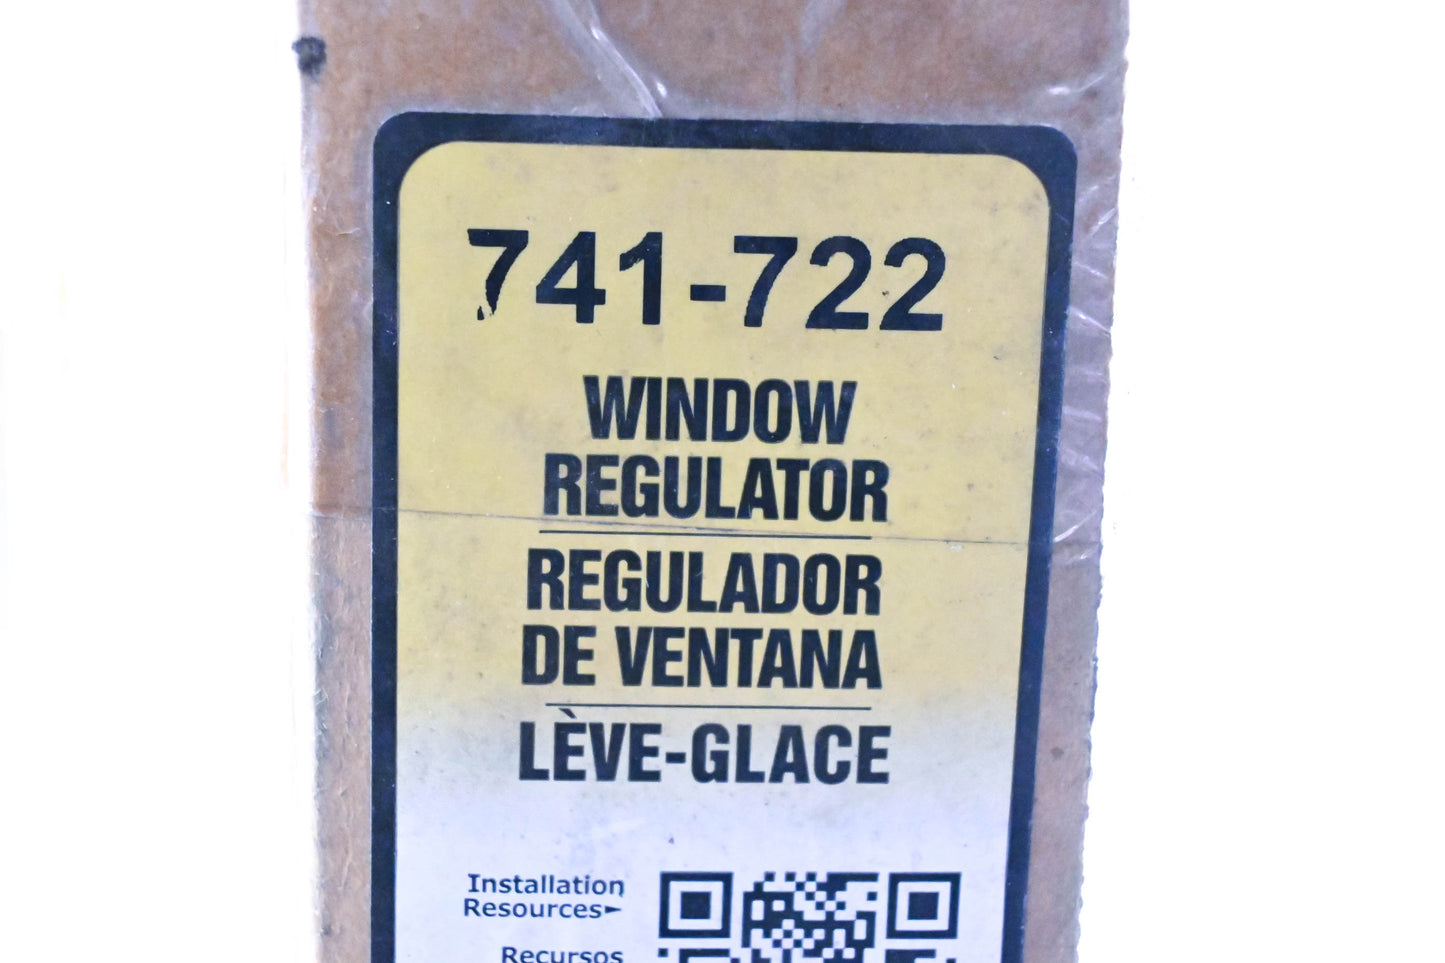 741-722
WINDOW
REGULATOR
REGULADOR
DE VENTANA
LÈVE-GLACE
Installation
Resources
Recursos